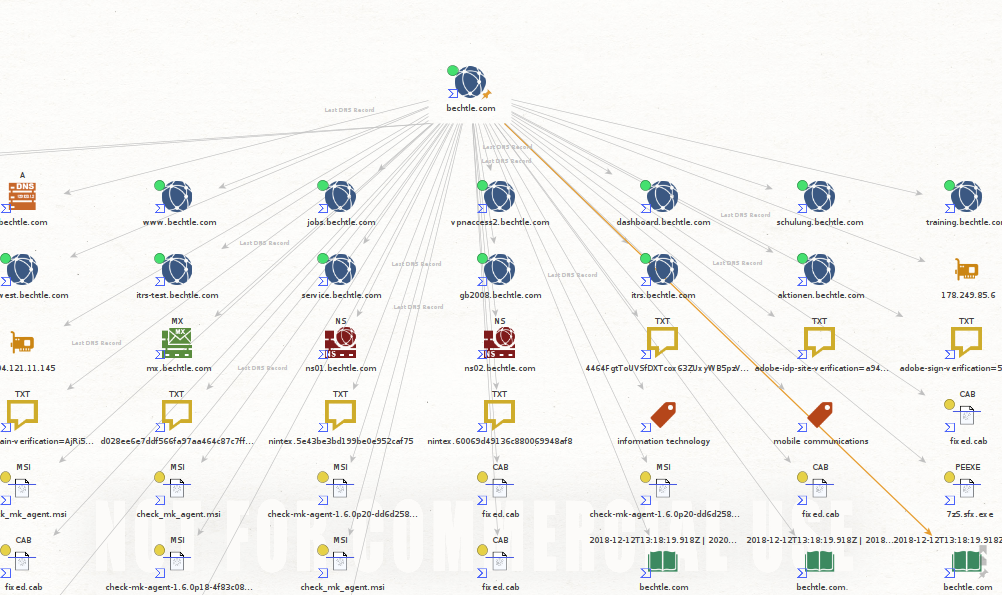 bechtle.com
Last DNS Record
Last DNS Record
Last DNS Record
A
DNS
bechtle.com
www.bechtle.com
jobs.bechtle.com
vpnaccess2.bechtle.com
dashboard.bechtle.com
schulung.bechtle.com
training.bechtle.co
Last DNS Record
Last DNS Record
Last DNS Record
Last DNS Record
Last DNS Record
west.bechtle.com
itrs-test.bechtle.com
service.bechtle.com
gb2008.bechtle.com
itrs.bechtle.com
aktionen.bechtle.com
178.249.85.6
Last DNS Record
MX
NS
NS
TXT
TXT
TXT
MX
NS
NS
Last DNS Record
94.121.11.145
mx.bechtle.com
ns01.bechtle.com
ns02.bechtle.com
4464FgtToUVSfDXTcox63ZUxyWB5pzV...
adobe-idp-site-verification=a94...
adobe-sign-verification=5
Last DNS Record
TXT
TXT
TXT
TXT
CAB
ain-verification=AjRi5...
d028ee6e7ddf566fa97aa464c87c7ff...
nintex.5e43be3bd199be0e952caf75
nintex.60069d49136c880069948af8
information technology
mobile communications
fixed.cab
MSI
MSI
MSI
CAB
MSI
CAB
PEEXE
k_mk_agent.msi
check_mk_agent.msi
check-mk-agent-1.6.0p20-dd6d258...
fixed.cab
check-mk-agent-1.6.0p20-dd6d258...
fixed.cab
7zS.sfx.exe
CAB
MSI
MSI
CAB
2018-12-12T13:18:19.918Z | 2020...
2018-12-12T13:18:19.918Z | 2018...
2018-12-12T13:18:19.918Z
fixed.cab
check-mk-agent-1.6.0p18-4f83c08...
check_mk_agent.msi
fixed.cab
bechtle.com
bechtle.com.
bechtle.com
NOT FOR COMMERCIAL USE